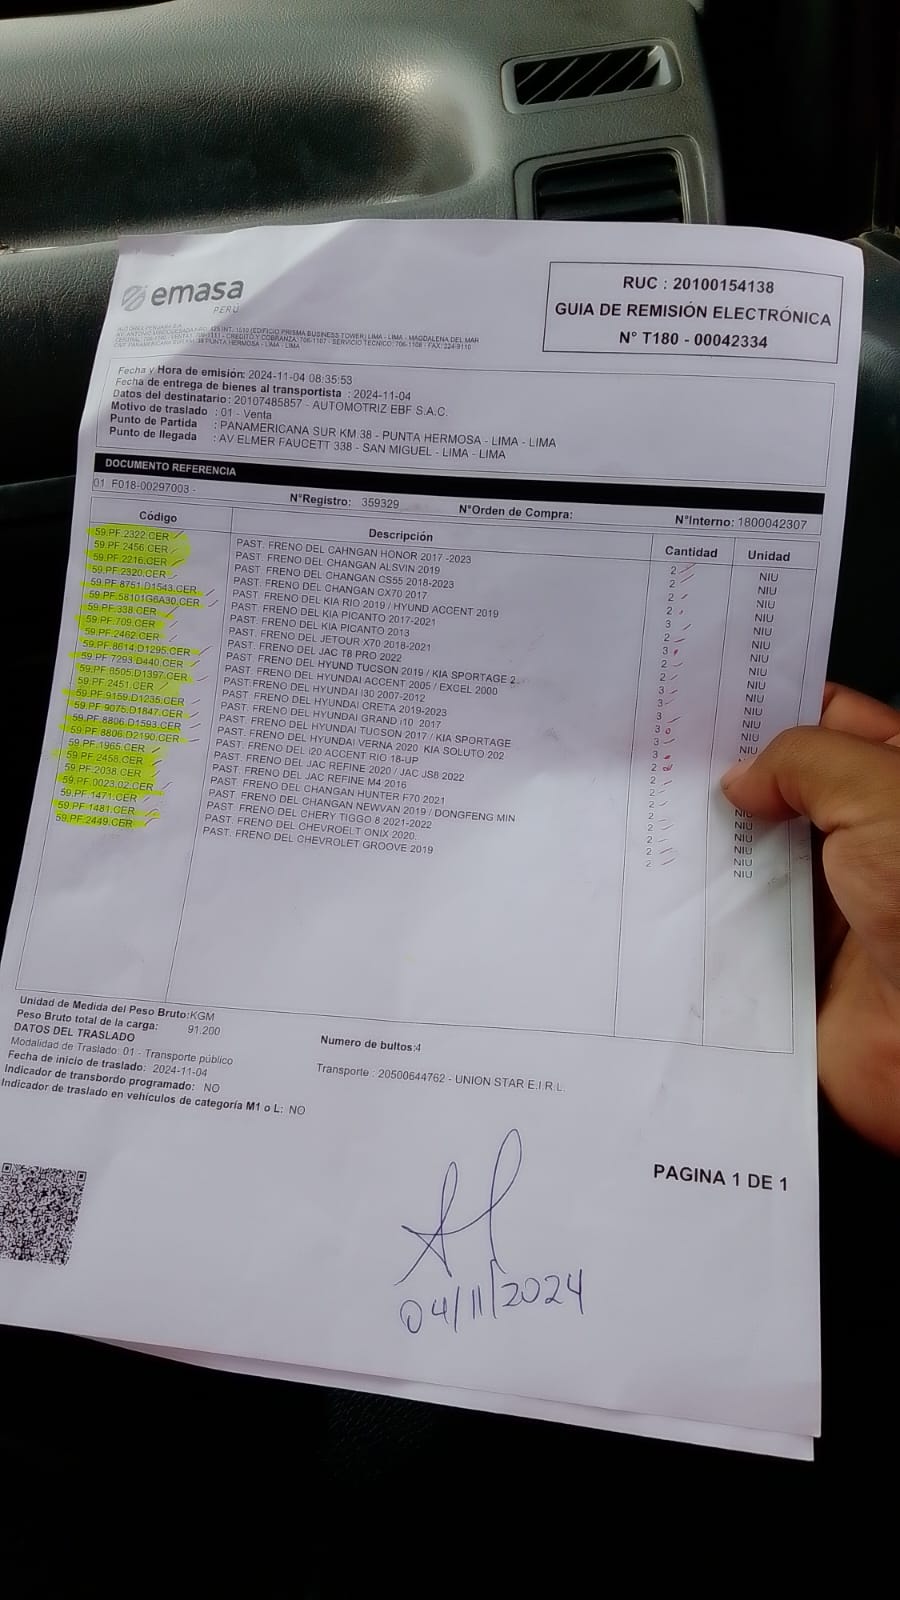 emasa
PERÚ
RUC : 20100154138
GUIA DE REMISIÓN ELECTRÓNICA
N° T180 - 00042334
Fecha y Hora de emisión: 2024-11-04 08:35:53
Fecha de entrega de bienes al transportista : 2024-11-04
Datos del destinatario : 20107485857 - AUTOMOTRIZ EBF S.A.C.
Motivo de traslado : 01 - Venta
Punto de Partida : PANAMERICANA SUR KM.38 - PUNTA HERMOSA - LIMA - LIMA
Punto de llegada : AV ELMER FAUCETT 338 - SAN MIGUEL - LIMA - LIMA
DOCUMENTO REFERENCIA
01 F018-00297003 - N°Registro: 359329 N°Orden de Compra: N°Interno: 1800042307
Código Descripción Cantidad Unidad
59.PF.2322.CER PAST. FRENO DEL CAHNGAN HONOR 2017 -2023 2 NIU
59.PF.2456.CER PAST. FRENO DEL CHANGAN ALSVIN 2019 2 NIU
59.PF.2216.CER PAST. FRENO DEL CHANGAN CS55 2018-2023 2 NIU
59.PF.2320.CER PAST. FRENO DEL CHANGAN CX70 2017 2 NIU
59.PF.8751.D1543.CER PAST. FRENO DEL KIA RIO 2019 / HYUND ACCENT 2019 3 NIU
59.PF.58101G6A30.CER PAST. FRENO DEL KIA PICANTO 2017-2021 2 NIU
59.PF.338.CER PAST. FRENO DEL KIA PICANTO 2013 3 NIU
59.PF.709.CER PAST. FRENO DEL JETOUR X70 2018-2021 2 NIU
59.PF.2462.CER PAST. FRENO DEL JAC T8 PRO 2022 2 NIU
59.PF.8614.D1295.CER PAST. FRENO DEL HYUND TUCSON 2019 / KIA SPORTAGE 2 3 NIU
59.PF.7293.D440.CER PAST. FRENO DEL HYUNDAI ACCENT 2005 / EXCEL 2000 3 NIU
59.PF.8505.D1397.CER PAST. FRENO DEL HYUNDAI I30 2007-2012 3 NIU
59.PF.2451.CER PAST. FRENO DEL HYUNDAI CRETA 2019-2023 3 NIU
59.PF.9159.D1235.CER PAST. FRENO DEL HYUNDAI GRAND i10 2017 3 NIU
59.PF.9075.D1847.CER PAST. FRENO DEL HYUNDAI TUCSON 2017 / KIA SPORTAGE 3
59.PF.8806.D1593.CER PAST. FRENO DEL HYUNDAI VERNA 2020 KIA SOLUTO 202 2
59.PF.8806.D2190.CER PAST. FRENO DEL i20 ACCENT RIO 18-UP 2
59.PF.1965.CER PAST. FRENO DEL JAC REFINE 2020 / JAC JS8 2022 2
59.PF.2458.CER PAST. FRENO DEL JAC REFINE M4 2016 2 NIU
59.PF.2038.CER PAST. FRENO DEL CHANGAN HUNTER F70 2021 2 NIU
59.PF.0023.02.CER PAST. FRENO DEL CHANGAN NEWVAN 2019 / DONGFENG MIN 2 NIU
59.PF.1471.CER PAST. FRENO DEL CHERY TIGGO 8 2021-2022 2 NIU
59.PF.1481.CER PAST. FRENO DEL CHEVROELT ONIX 2020. 2 NIU
59.PF.2449.CER PAST. FRENO DEL CHEVROLET GROOVE 2019 2 NIU
Unidad de Medida del Peso Bruto:KGM
Peso Bruto total de la carga: 91.200
DATOS DEL TRASLADO Numero de bultos:4
Modalidad de Traslado: 01 - Transporte público
Fecha de inicio de traslado: 2024-11-04 Transporte : 20500644762 - UNION STAR E.I.R.L.
Indicador de transbordo programado: NO
Indicador de traslado en vehículos de categoría M1 o L: NO
PAGINA 1 DE 1
04/11/2024